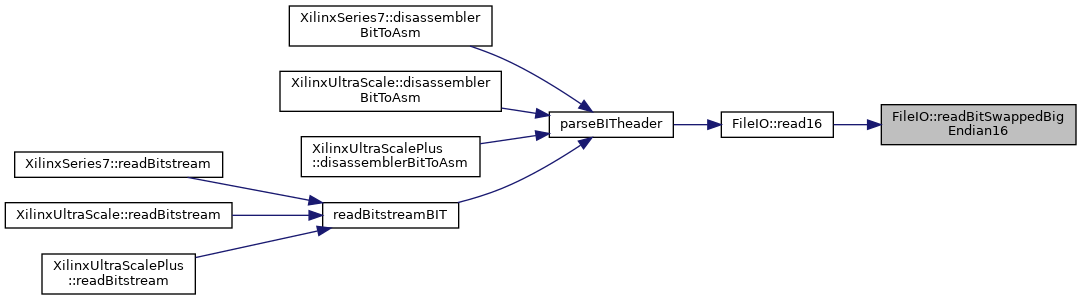 XilinxSeries7::disassembler
BitToAsm
XilinxUltraScale::disassembler
BitToAsm
XilinxUltraScalePlus
::disassemblerBitToAsm
XilinxSeries7::readBitstream
XilinxUltraScale::readBitstream
XilinxUltraScalePlus
::readBitstream
readBitstreamBIT
parseBITheader
FileIO::read16
FileIO::readBitSwappedBig
Endian16